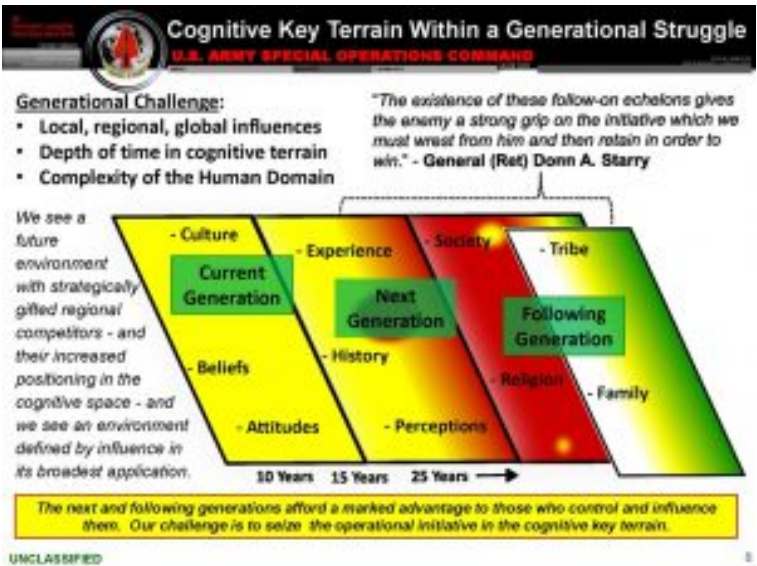 Cognitive Key Terrain Within a Generational Struggle
U.S. ARMY SPECIAL OPERATIONS COMMAND
Generational Challenge:
• Local, regional, global influences
• Depth of time in cognitive terrain
• Complexity of the Human Domain
"The existence of these follow-on echelons gives
the enemy a strong grip on the initiative which we
must wrest from him and then retain in order to
win." - General (Ret) Donn A. Starry
We see a
future
environment
with strategically
gifted regional
competitors - and
their increased
positioning in the
cognitive space - and
we see an environment
defined by influence in
its broadest application.
- Culture
Current
Generation
- Beliefs
- Attitudes
- Experience
Next
Generation
- History
- Perceptions
- Society
- Religion
- Tribe
Following
Generation
- Family
10 Years 15 Years 25 Years
The next and following generations afford a marked advantage to those who control and influence
them. Our challenge is to seize the operational initiative in the cognitive key terrain.
UNCLASSIFIED